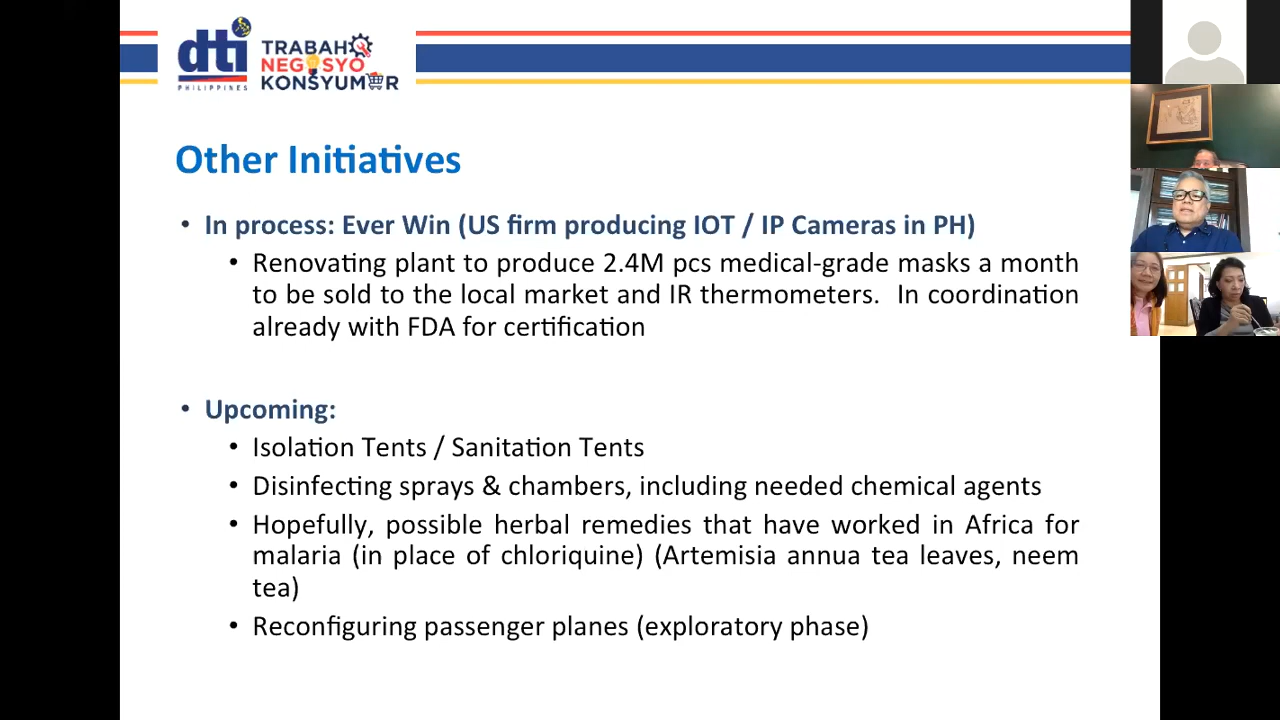 dti
PHILIPPINES
TRABAHO
NEGOSYO
KONSYUMER
Other Initiatives
• In process: Ever Win (US firm producing IOT / IP Cameras in PH)
• Renovating plant to produce 2.4M pcs medical-grade masks a month
to be sold to the local market and IR thermometers. In coordination
already with FDA for certification
• Upcoming:
• Isolation Tents / Sanitation Tents
• Disinfecting sprays & chambers, including needed chemical agents
• Hopefully, possible herbal remedies that have worked in Africa for
malaria (in place of chloriquine) (Artemisia annua tea leaves, neem
tea)
• Reconfiguring passenger planes (exploratory phase)